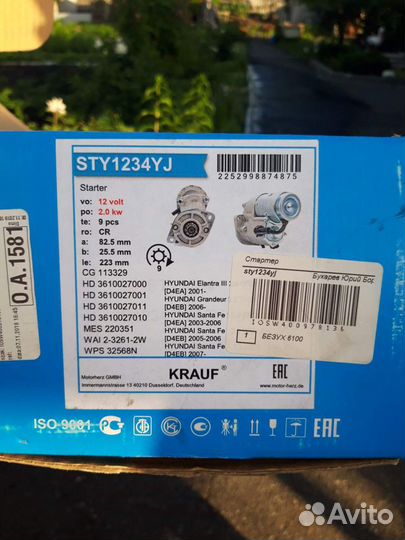 STY1234YJ
2252998874875
Starter
vo: 12 volt
po: 2.0 kw
te: 9 pcs
ro: CR
a: 82.5 mm
b: 25.5 mm
le: 223 mm
9
CG 113329
HD 3610027000
HD 3610027001
HD 3610027011
HD 3610027010
MES 220351
WAI 2-3261-2W
WPS 32568N
HYUNDAI Elantra III
[D4EA] 2001-
HYUNDAI Grandeur
[D4EB] 2006-
HYUNDAI Santa Fe
[D4EA] 2003-2006
HYUNDAI Santa Fe
[D4EB] 2005-2006
HYUNDAI Santa Fe
[D4EB] 2007-
Стартер
sty1234yj
Бухарев Юрий Бор
IOSW400978136
1
БЕЗУХ 6100
O.A.1581
Motorherz GMBH
Immermannstrasse 13, 40210 Dusseldorf, Deutschland
KRAUF®
www.motor-herz.de
EAC
ISO 9001
EAC
Avito